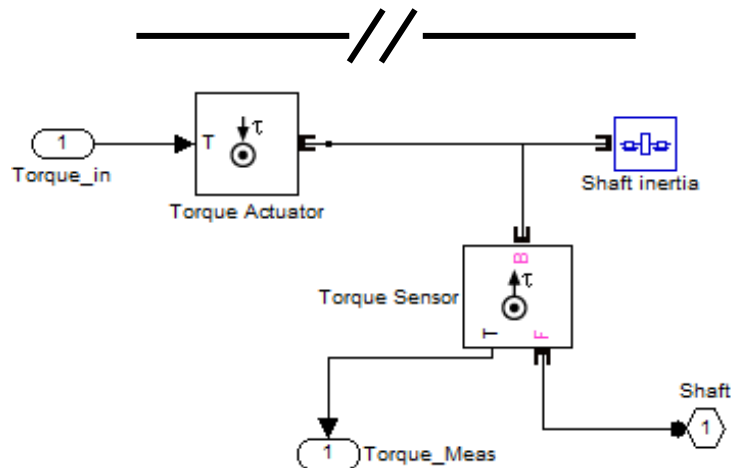 1
Torque_in
T
τ
Torque Actuator
Shaft inertia
B
τ
Torque Sensor
T
F
Shaft
1
1
Torque_Meas